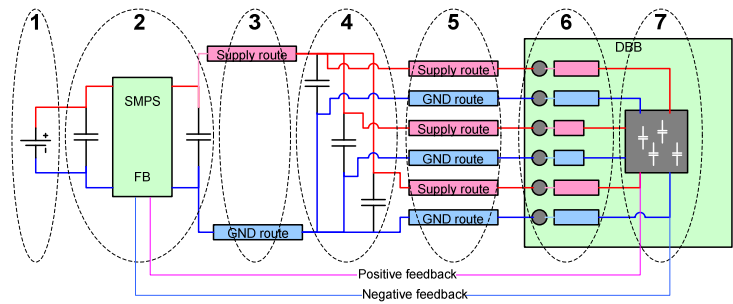 1 2 3 4 5 6 7
DBB
Supply route
Supply route
GND route
SMPS
+
-
Supply route
GND route
FB
Supply route
GND route
GND route
Positive feedback
Negative feedback